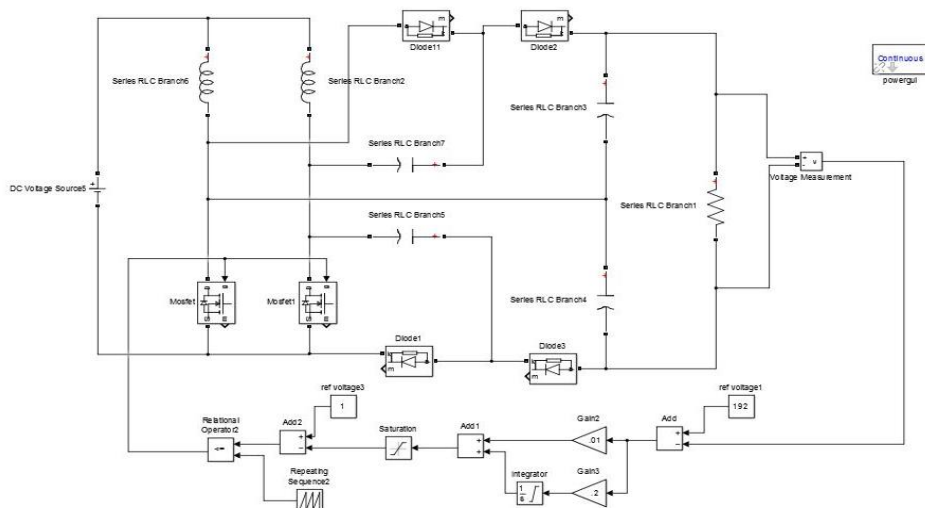 m
Diode11
m
Diode2
Continuous
powergui
Series RLC Branch6
Series RLC Branch2
Series RLC Branch3
Series RLC Branch7
DC Voltage Source5
+
-
v
Voltage Measurement
Series RLC Branch1
Series RLC Branch5
Mosfet
Mosfet1
Series RLC Branch4
Diode1
m
Diode3
m
ref voltage3
1
ref voltage1
192
Relational
Operator2
<=
Add2
Saturation
Add1
Gain2
.01
Add
Repeating
Sequence2
Integrator
1
s
Gain3
.2